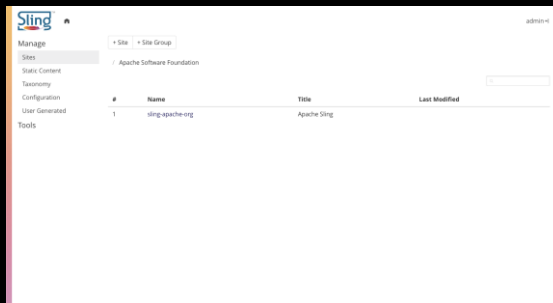 Sling
admin
Manage
Sites
Static Content
Taxonomy
Configuration
User Generated
Tools
+ Site + Site Group
/ Apache Software Foundation
# Name Title Last Modified
1 sling-apache-org Apache Sling